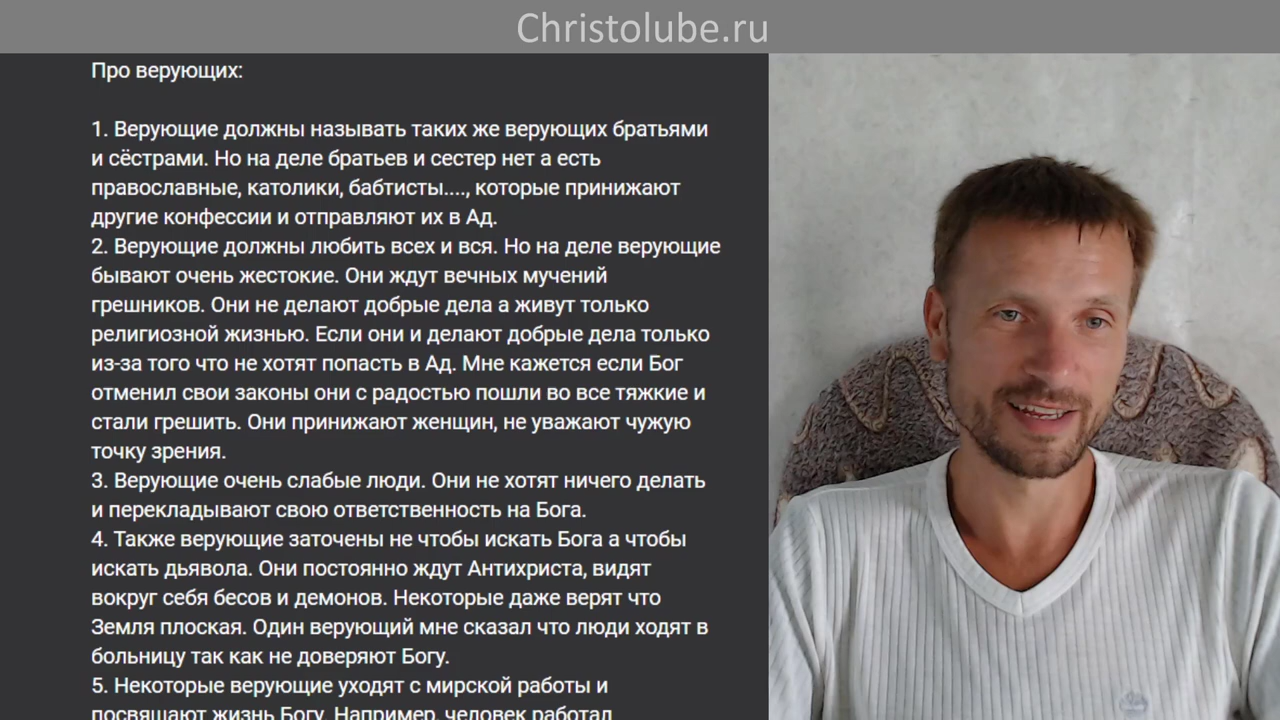 Christolube.ru
Про верующих:
1. Верующие должны называть таких же верующих братьями
и сёстрами. Но на деле братьев и сестер нет а есть
православные, католики, бабтисты...., которые принижают
другие конфессии и отправляют их в Ад.
2. Верующие должны любить всех и вся. Но на деле верующие
бывают очень жестокие. Они ждут вечных мучений
грешников. Они не делают добрые дела а живут только
религиозной жизнью. Если они и делают добрые дела только
из-за того что не хотят попасть в Ад. Мне кажется если Бог
отменил свои законы они с радостью пошли во все тяжкие и
стали грешить. Они принижают женщин, не уважают чужую
точку зрения.
3. Верующие очень слабые люди. Они не хотят ничего делать
и перекладывают свою ответственность на Бога.
4. Также верующие заточены не чтобы искать Бога а чтобы
искать дьявола. Они постоянно ждут Антихриста, видят
вокруг себя бесов и демонов. Некоторые даже верят что
Земля плоская. Один верующий мне сказал что люди ходят в
больницу так как не доверяют Богу.
5. Некоторые верующие уходят с мирской работы и
посвящают жизнь Богу. Например, человек работал